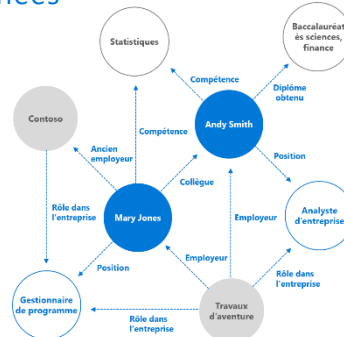 Statistiques
Baccalauréat
ès sciences,
finance
Compétence
Diplôme
obtenu
Contoso
Andy Smith
Ancien
employeur
Compétence
Position
Collègue
Rôle dans
l'entreprise
Mary Jones
Employeur
Analyste
d'entreprise
Position
Employeur
Rôle dans
l'entreprise
Gestionnaire
de programme
Travaux
d'aventure
Rôle dans
l'entreprise